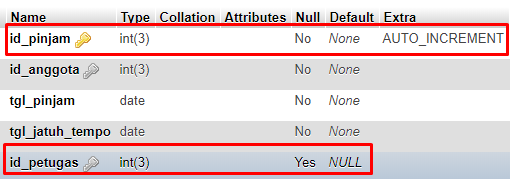 Name Type Collation Attributes Null Default Extra
id_pinjam int(3) No None AUTO_INCREMENT
id_anggota int(3) No None
tgl_pinjam date No None
tgl_jatuh_tempo date No None
id_petugas int(3) Yes NULL